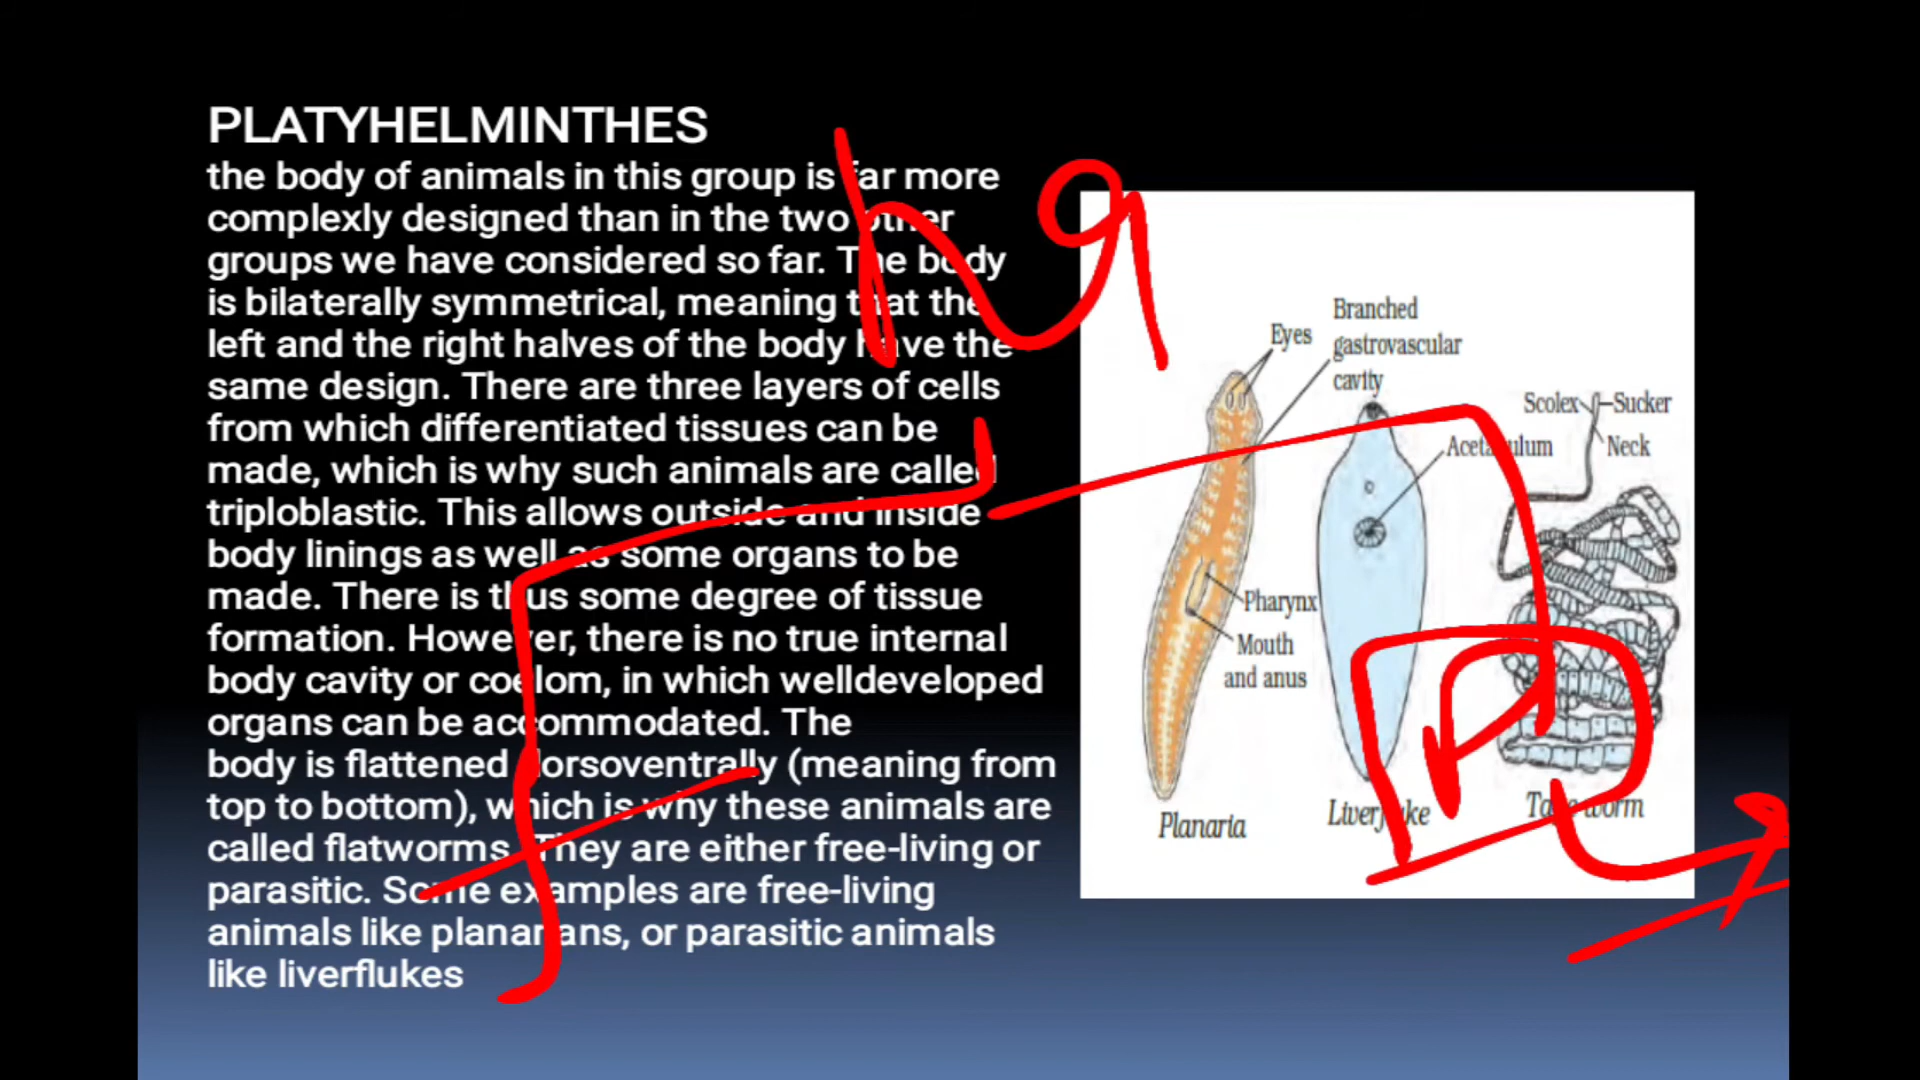 PLATYHELMINTHES
the body of animals in this group is far more
complexly designed than in the two other
groups we have considered so far. The body
is bilaterally symmetrical, meaning that the
left and the right halves of the body have the
same design. There are three layers of cells
from which differentiated tissues can be
made, which is why such animals are called
triploblastic. This allows outside and inside
body linings as well as some organs to be
made. There is thus some degree of tissue
formation. However, there is no true internal
body cavity or coelom, in which welldeveloped
organs can be accommodated. The
body is flattened dorsoventrally (meaning from
top to bottom), which is why these animals are
called flatworms. They are either free-living or
parasitic. Some examples are free-living
animals like planarians, or parasitic animals
like liverflukes
Eyes
Branched
gastrovascular
cavity
Pharynx
Mouth
and anus
Planaria
Acetabulum
Liverfluke
Scolex
Sucker
Neck
Tape worm